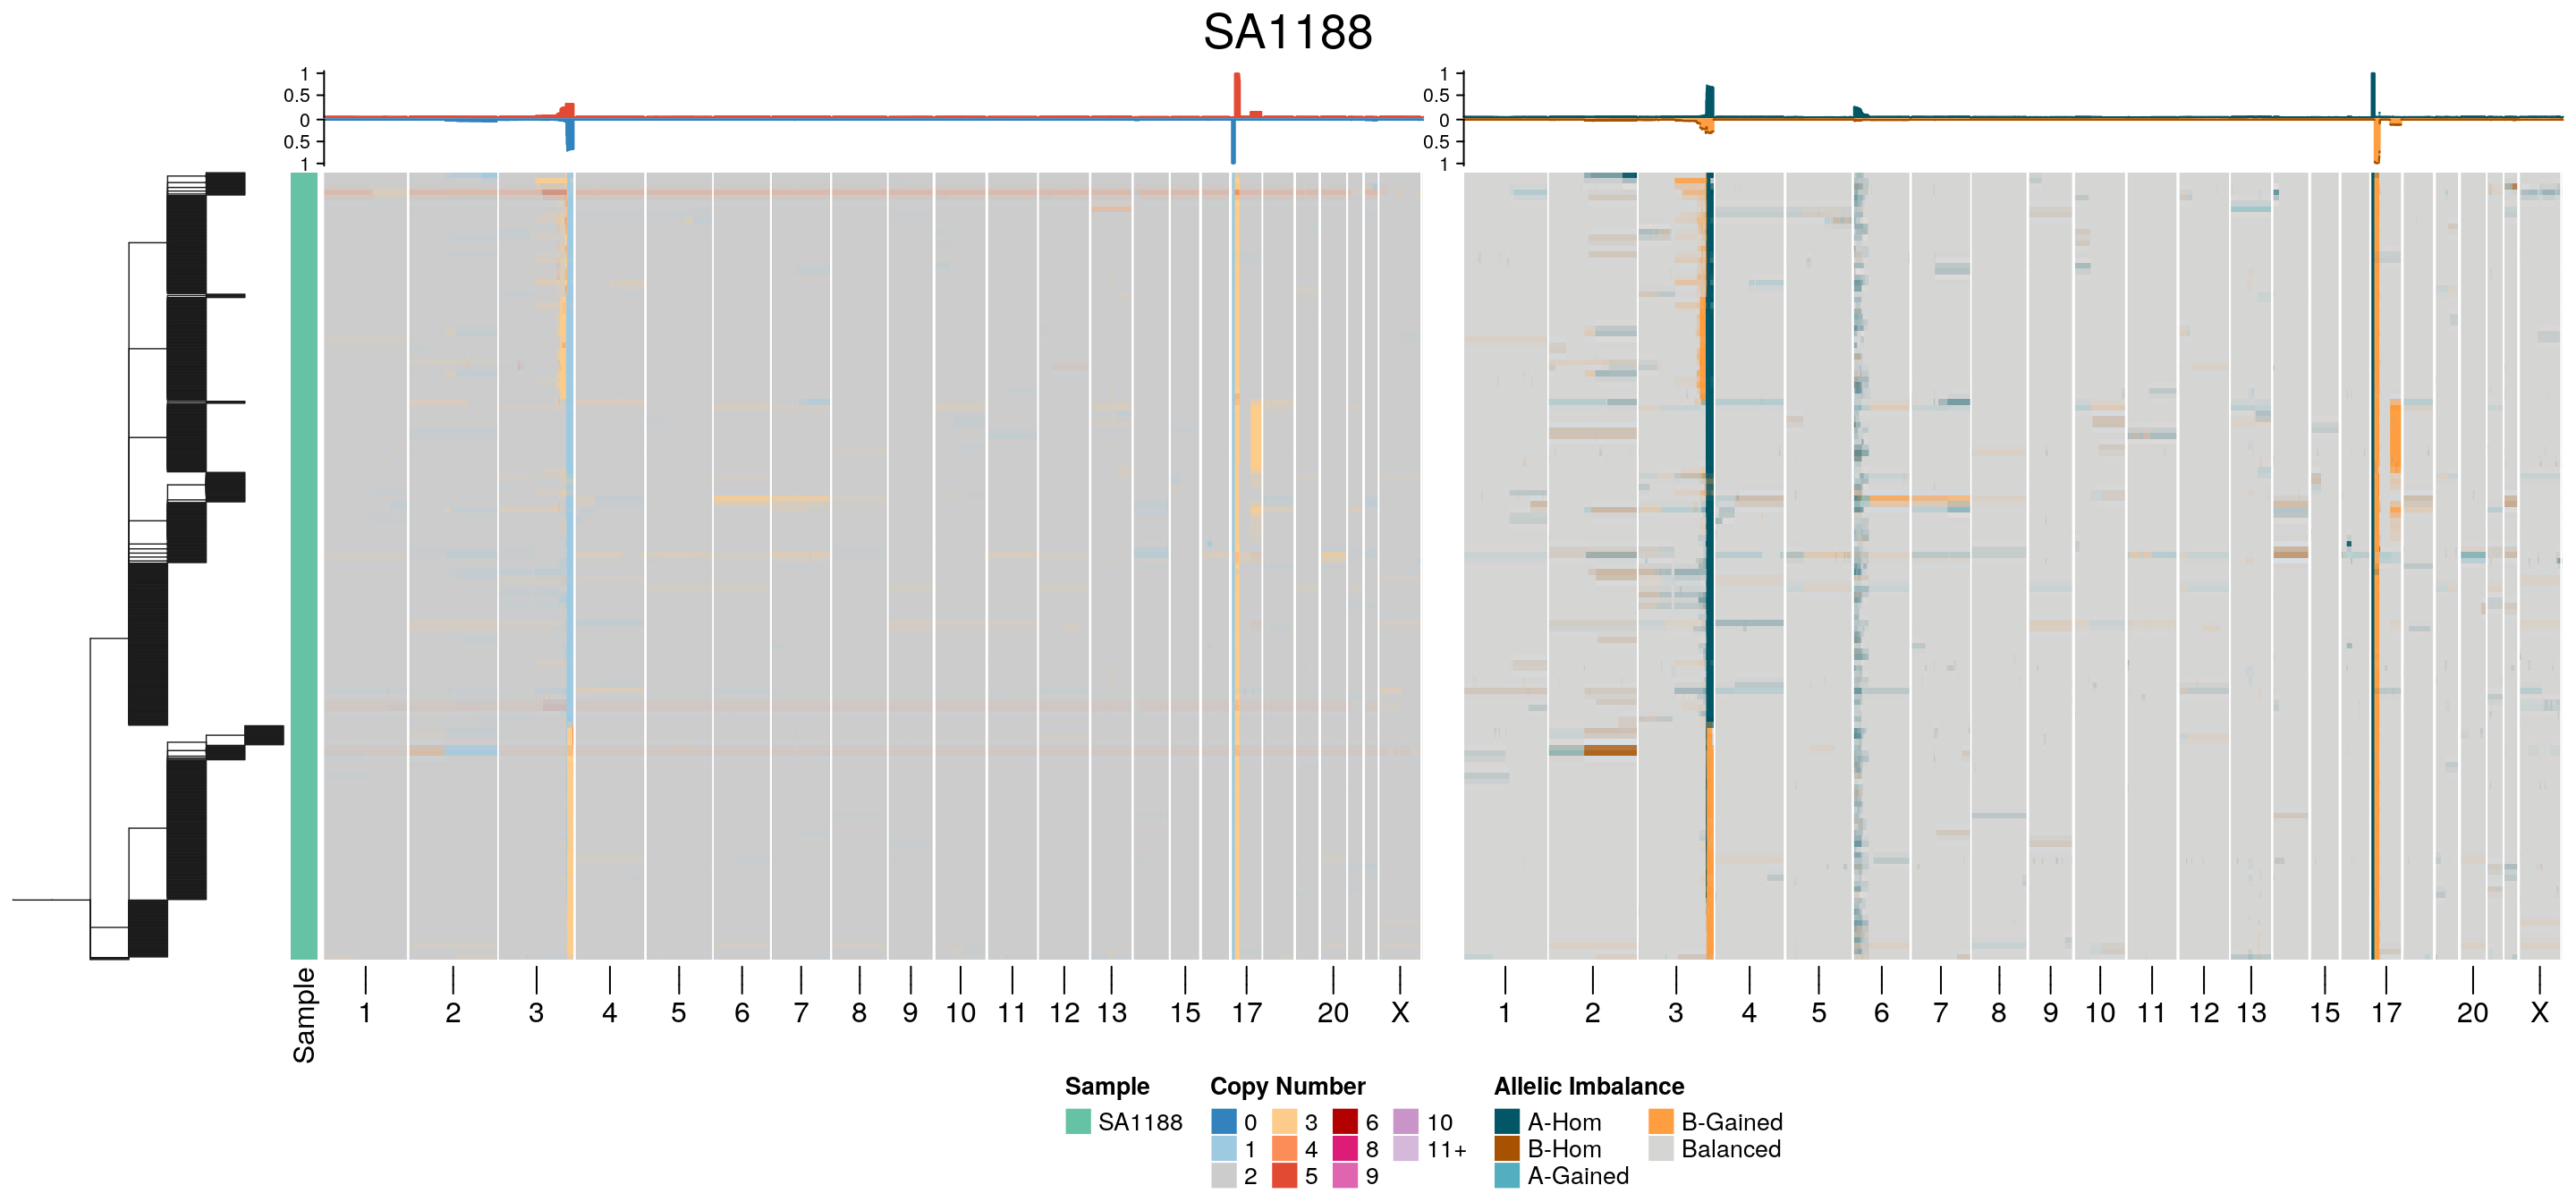 SA1188
1
0.5
0
0.5
1
1
0.5
0
0.5
1
Sample
1 2 3 4 5 6 7 8 9 10 11 12 13 15 17 20 X
1 2 3 4 5 6 7 8 9 10 11 12 13 15 17 20 X
Sample Copy Number Allelic Imbalance
SA1188 0 3 6 10 A-Hom B-Gained
1 4 8 11+ B-Hom Balanced
2 5 9 A-Gained